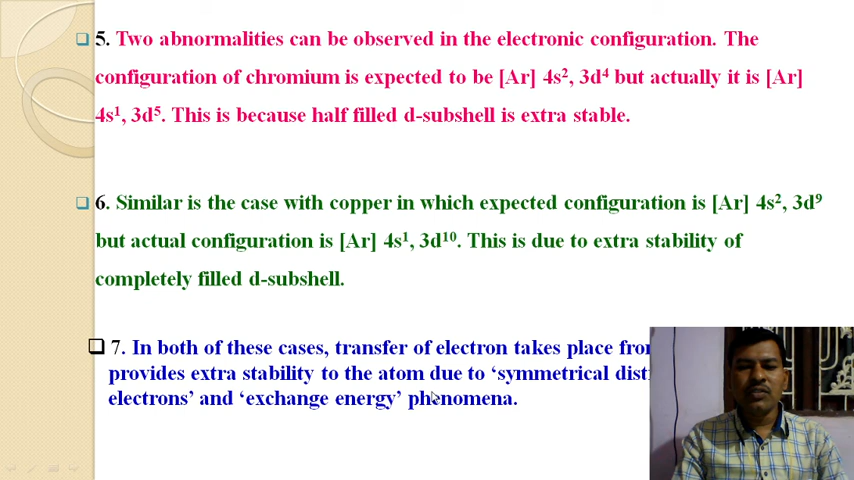 5. Two abnormalities can be observed in the electronic configuration. The
configuration of chromium is expected to be [Ar] 4s², 3d⁴ but actually it is [Ar]
4s¹, 3d⁵. This is because half filled d-subshell is extra stable.
6. Similar is the case with copper in which expected configuration is [Ar] 4s², 3d⁹
but actual configuration is [Ar] 4s¹, 3d¹⁰. This is due to extra stability of
completely filled d-subshell.
7. In both of these cases, transfer of electron takes place
provides extra stability to the atom due to ‘symmetrical
electrons’ and ‘exchange energy’ phenomena.